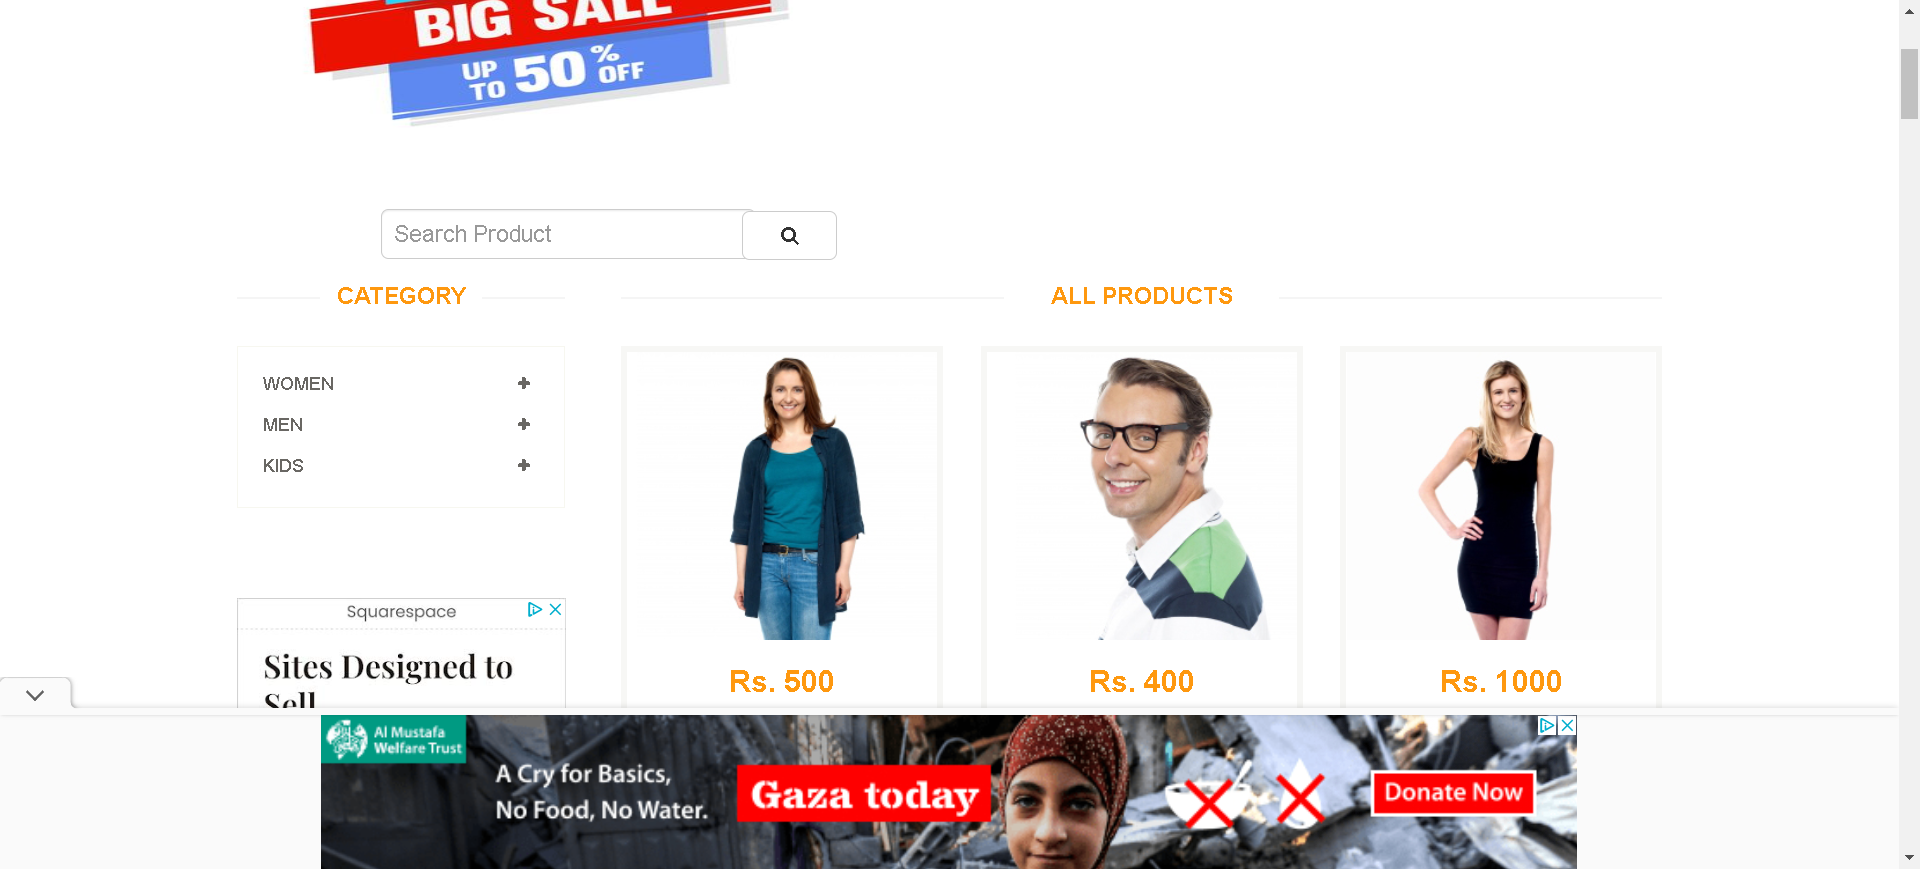 BIG SALE
UP TO 50 % OFF
Search Product
CATEGORY
ALL PRODUCTS
WOMEN
MEN
KIDS
Squarespace
Sites Designed to
Sell
Rs. 500
Rs. 400
Rs. 1000
Al Mustafa
Welfare Trust
A Cry for Basics,
No Food, No Water.
Gaza today
Donate Now